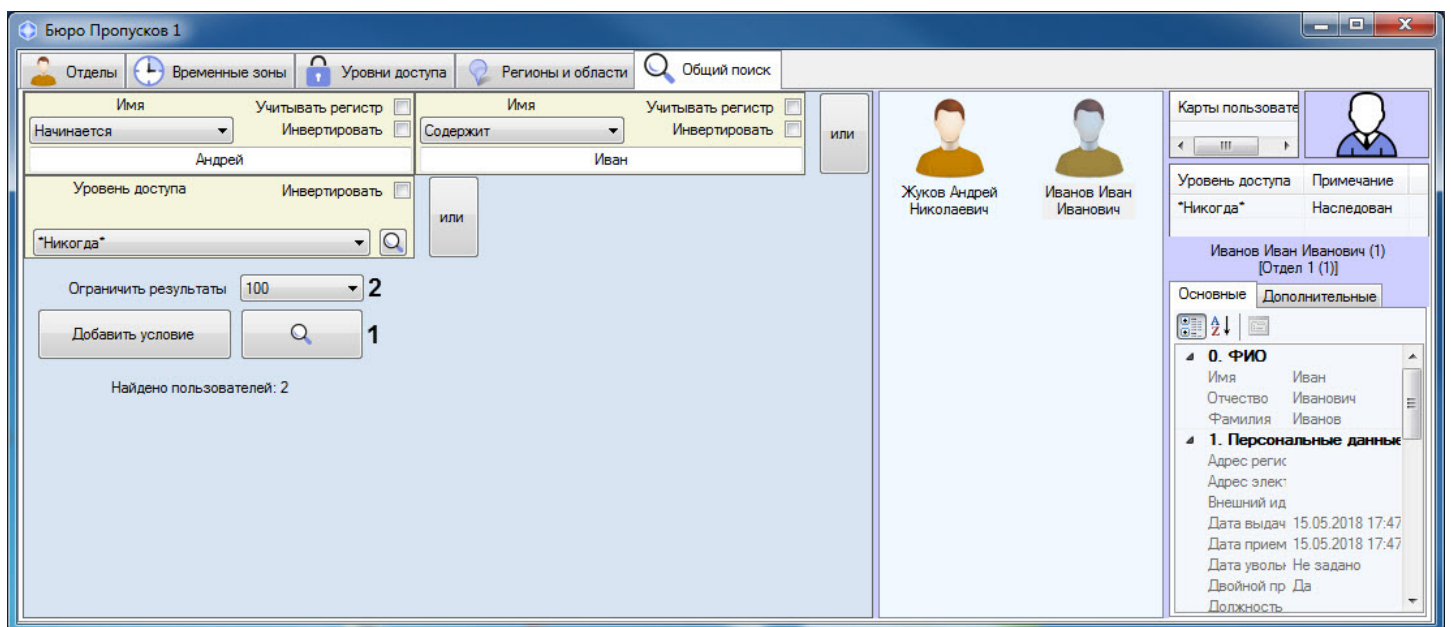 Бюро Пропусков 1
Отделы
Временные зоны
Уровни доступа
Регионы и области
Общий поиск
Имя
Учитывать регистр
Начинается
Инвертировать
Андрей
Имя
Учитывать регистр
Содержит
Инвертировать
Иван
или
Уровень доступа
Инвертировать
*Никогда*
или
Ограничить результаты 100 2
Добавить условие 1
Найдено пользователей: 2
Жуков Андрей
Николаевич
Иванов Иван
Иванович
Карты пользовате
Уровень доступа Примечание
*Никогда* Наследован
Иванов Иван Иванович (1)
[Отдел 1 (1)]
Основные Дополнительные
0. ФИО
Имя Иван
Отчество Иванович
Фамилия Иванов
1. Персональные данные
Адрес регис
Адрес элект
Внешний ид
Дата выдач 15.05.2018 17:47
Дата прием 15.05.2018 17:47
Дата увольн Не задано
Двойной пр Да
Должность